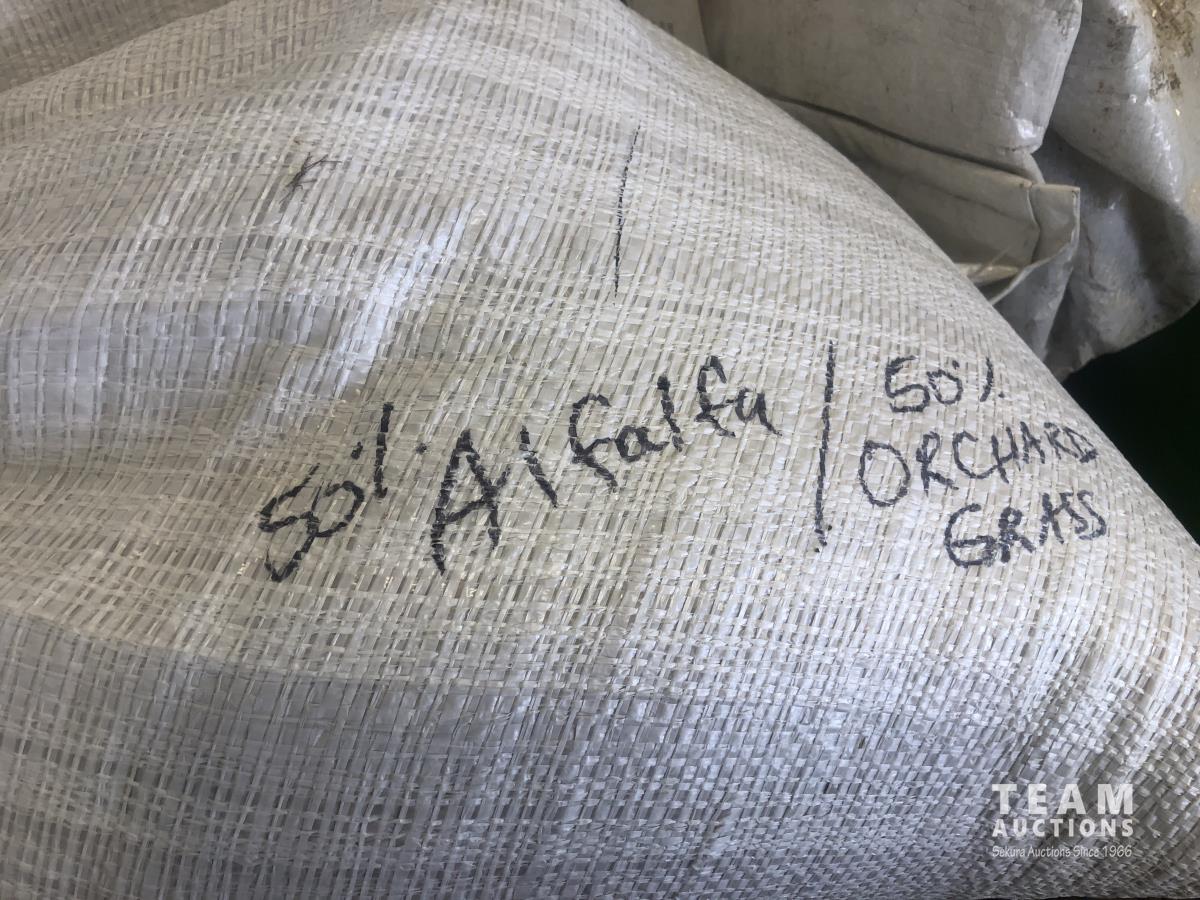 50% Alfalfa / 50%
ORCHARD
GRASS
TEAM
AUCTIONS
Sekura Auctions Since 1966